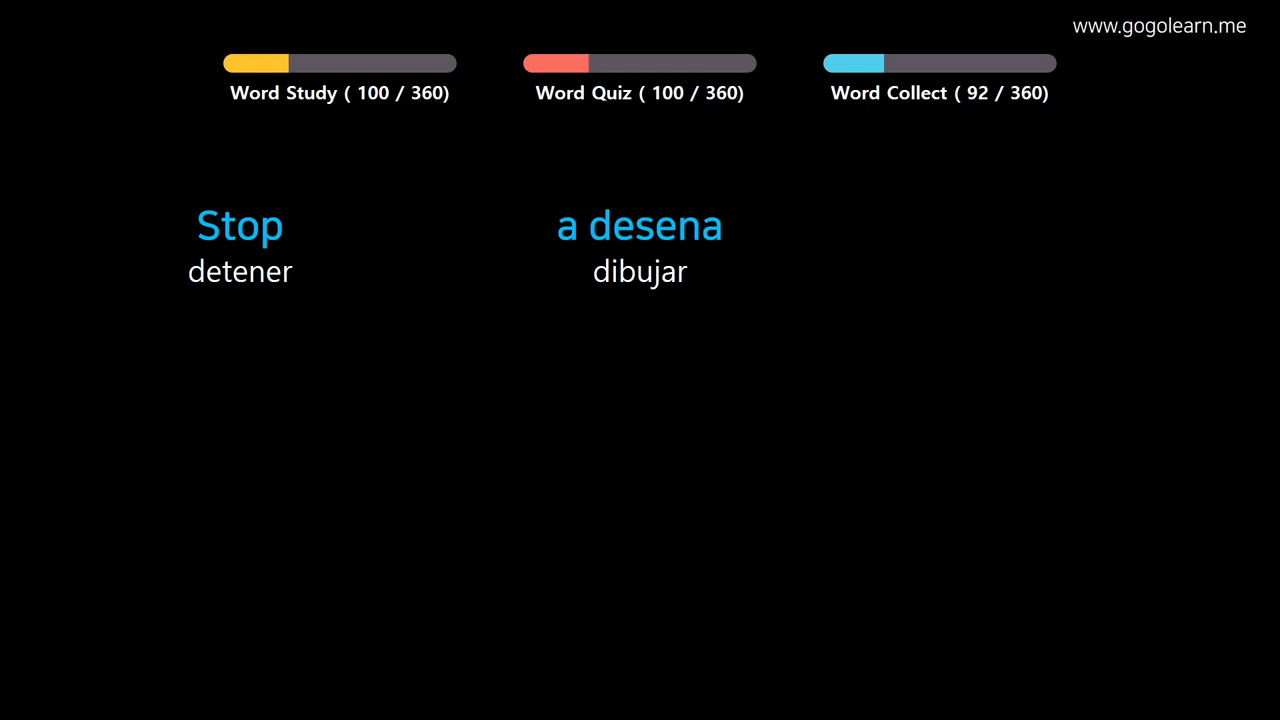 www.gogolearn.me
Word Study ( 100 / 360)
Word Quiz ( 100 / 360)
Word Collect ( 92 / 360)
Stop
detener
a desena
dibujar